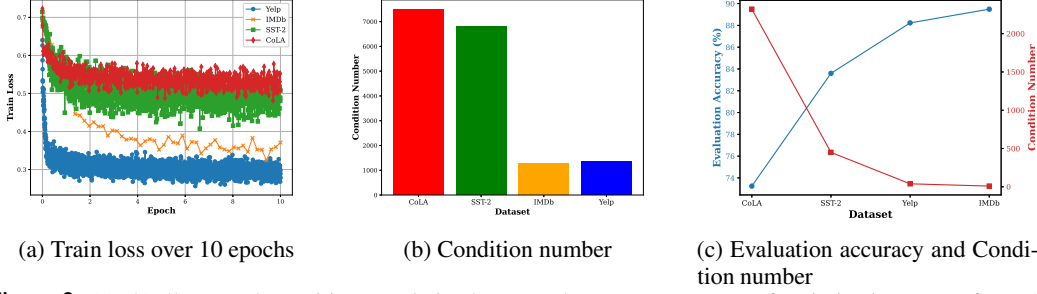 0.7
0.6
0.5
0.4
0.3
Train Loss
0 2 4 6 8 10
Epoch
Yelp
IMDb
SST-2
CoLA
7000
6000
5000
4000
3000
2000
1000
0
Condition Number
CoLA SST-2 IMDb Yelp
Dataset
90
88
86
84
82
80
78
76
74
Evaluation Accuracy (%)
2000
1500
1000
500
0
Condition Number
CoLA SST-2 Yelp IMDb
Dataset
(a) Train loss over 10 epochs
(b) Condition number
(c) Evaluation accuracy and Condi-
tion number